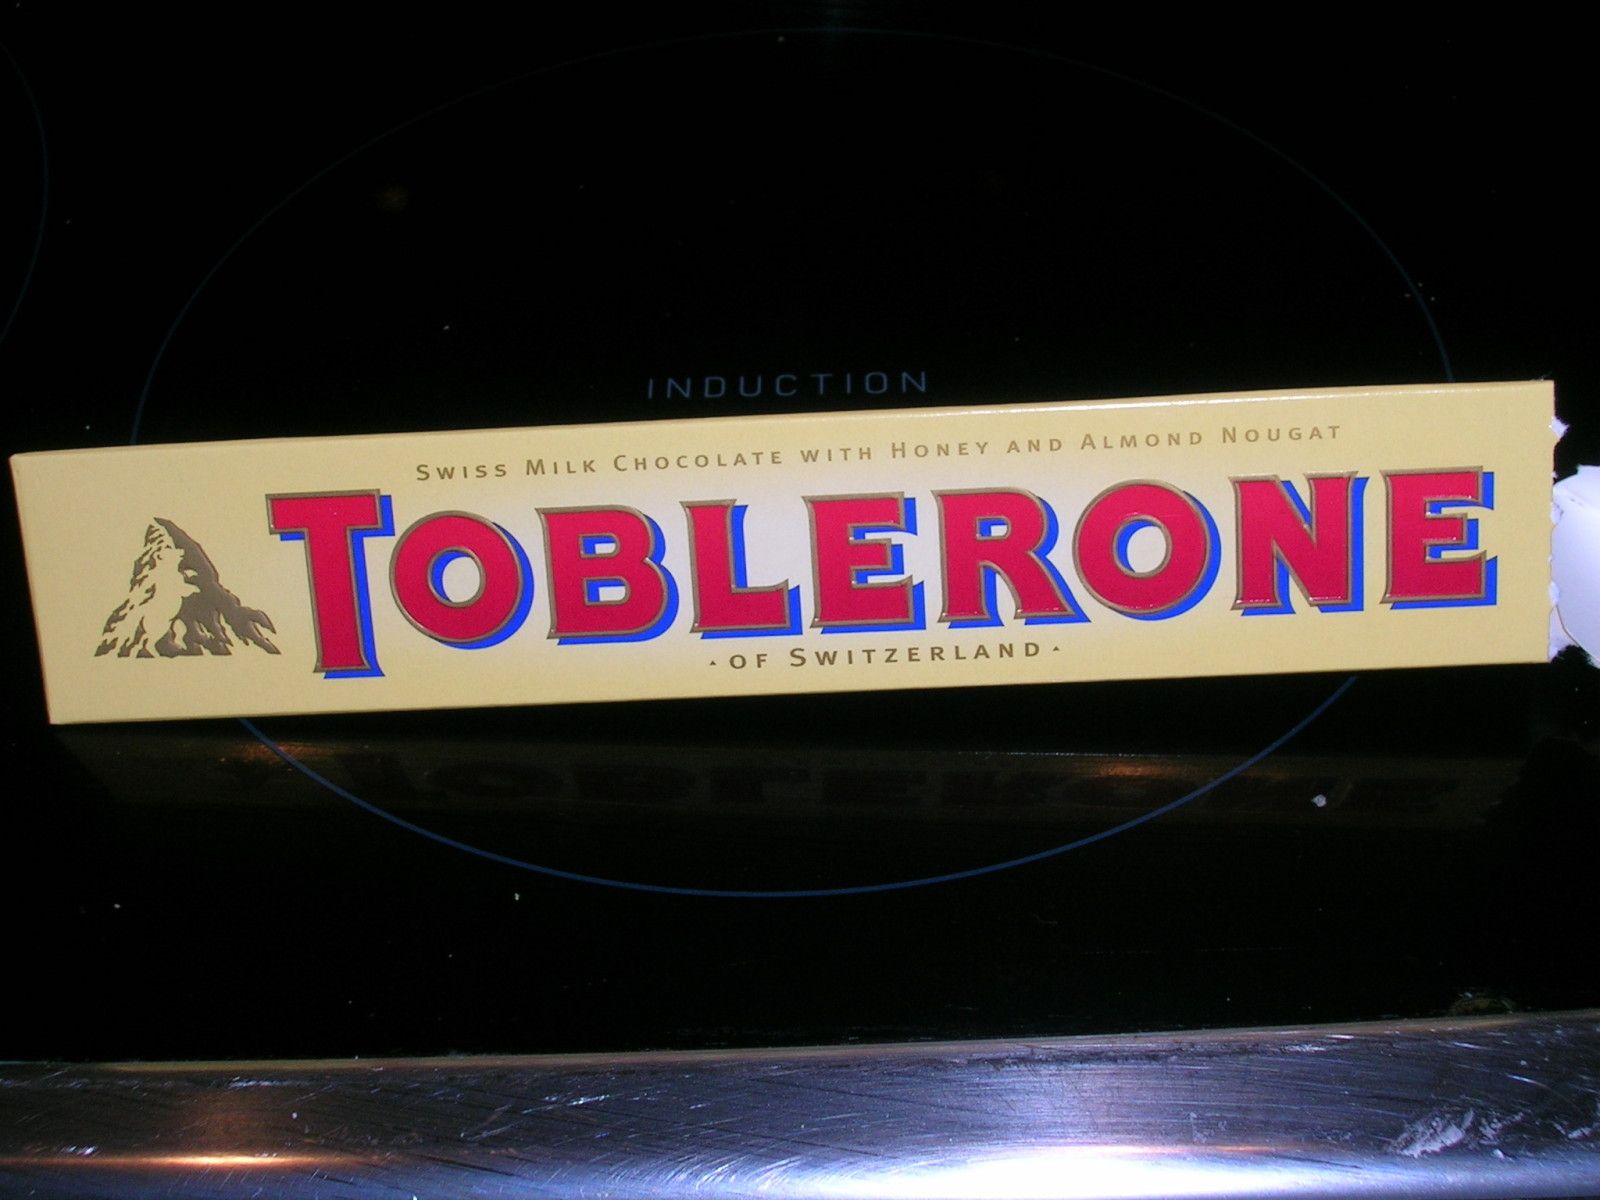 INDUCTION
SWISS MILK CHOCOLATE WITH HONEY AND ALMOND NOUGAT
TOBLERONE
· OF SWITZERLAND ·